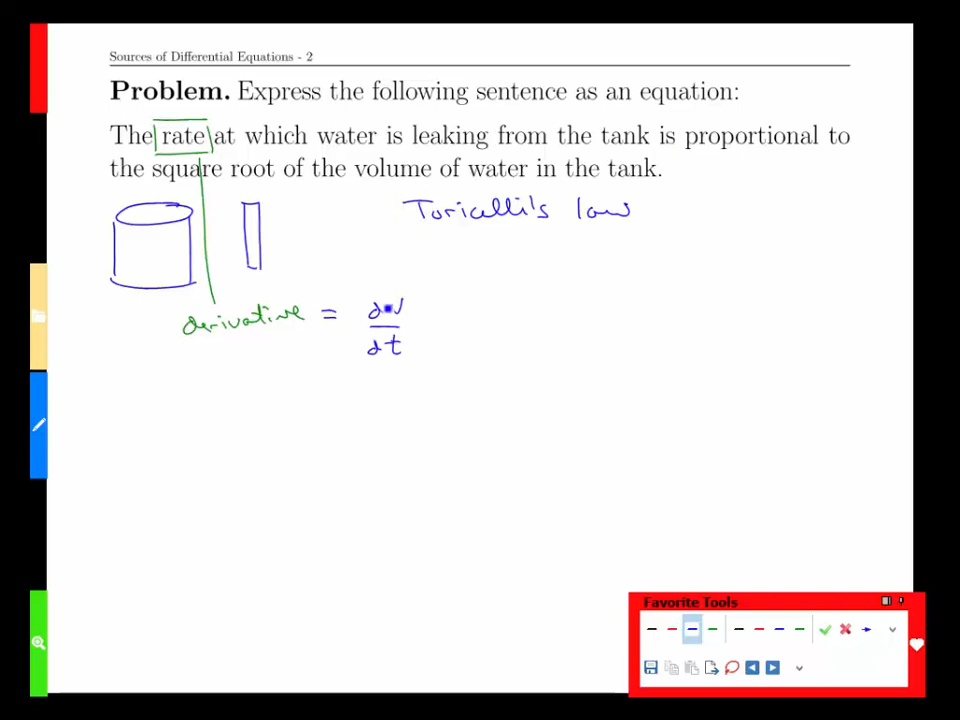 Sources of Differential Equations - 2
Problem. Express the following sentence as an equation:
The rate at which water is leaking from the tank is proportional to
the square root of the volume of water in the tank.
Toricelli's law
derivative = dV
dt
Favorite Tools